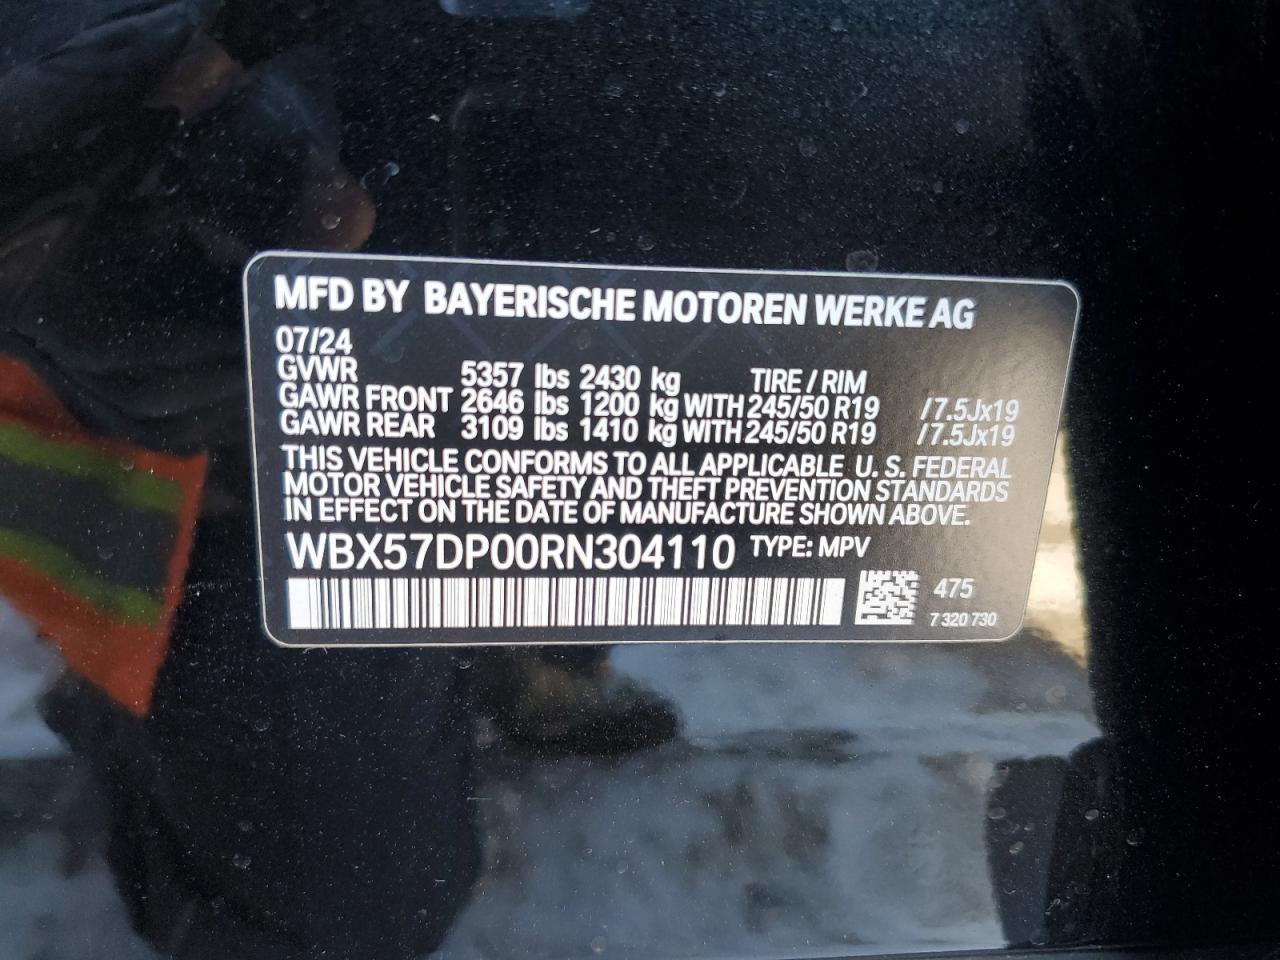 MFD BY BAYERISCHE MOTOREN WERKE AG
07/24
GVWR 5357 lbs 2430 kg TIRE / RIM
GAWR FRONT 2646 lbs 1200 kg WITH 245/50 R19 / 7.5Jx19
GAWR REAR 3109 lbs 1410 kg WITH 245/50 R19 / 7.5Jx19
THIS VEHICLE CONFORMS TO ALL APPLICABLE U. S. FEDERAL
MOTOR VEHICLE SAFETY AND THEFT PREVENTION STANDARDS
IN EFFECT ON THE DATE OF MANUFACTURE SHOWN ABOVE.
WBX57DP00RN304110 TYPE: MPV
475
7 320 730